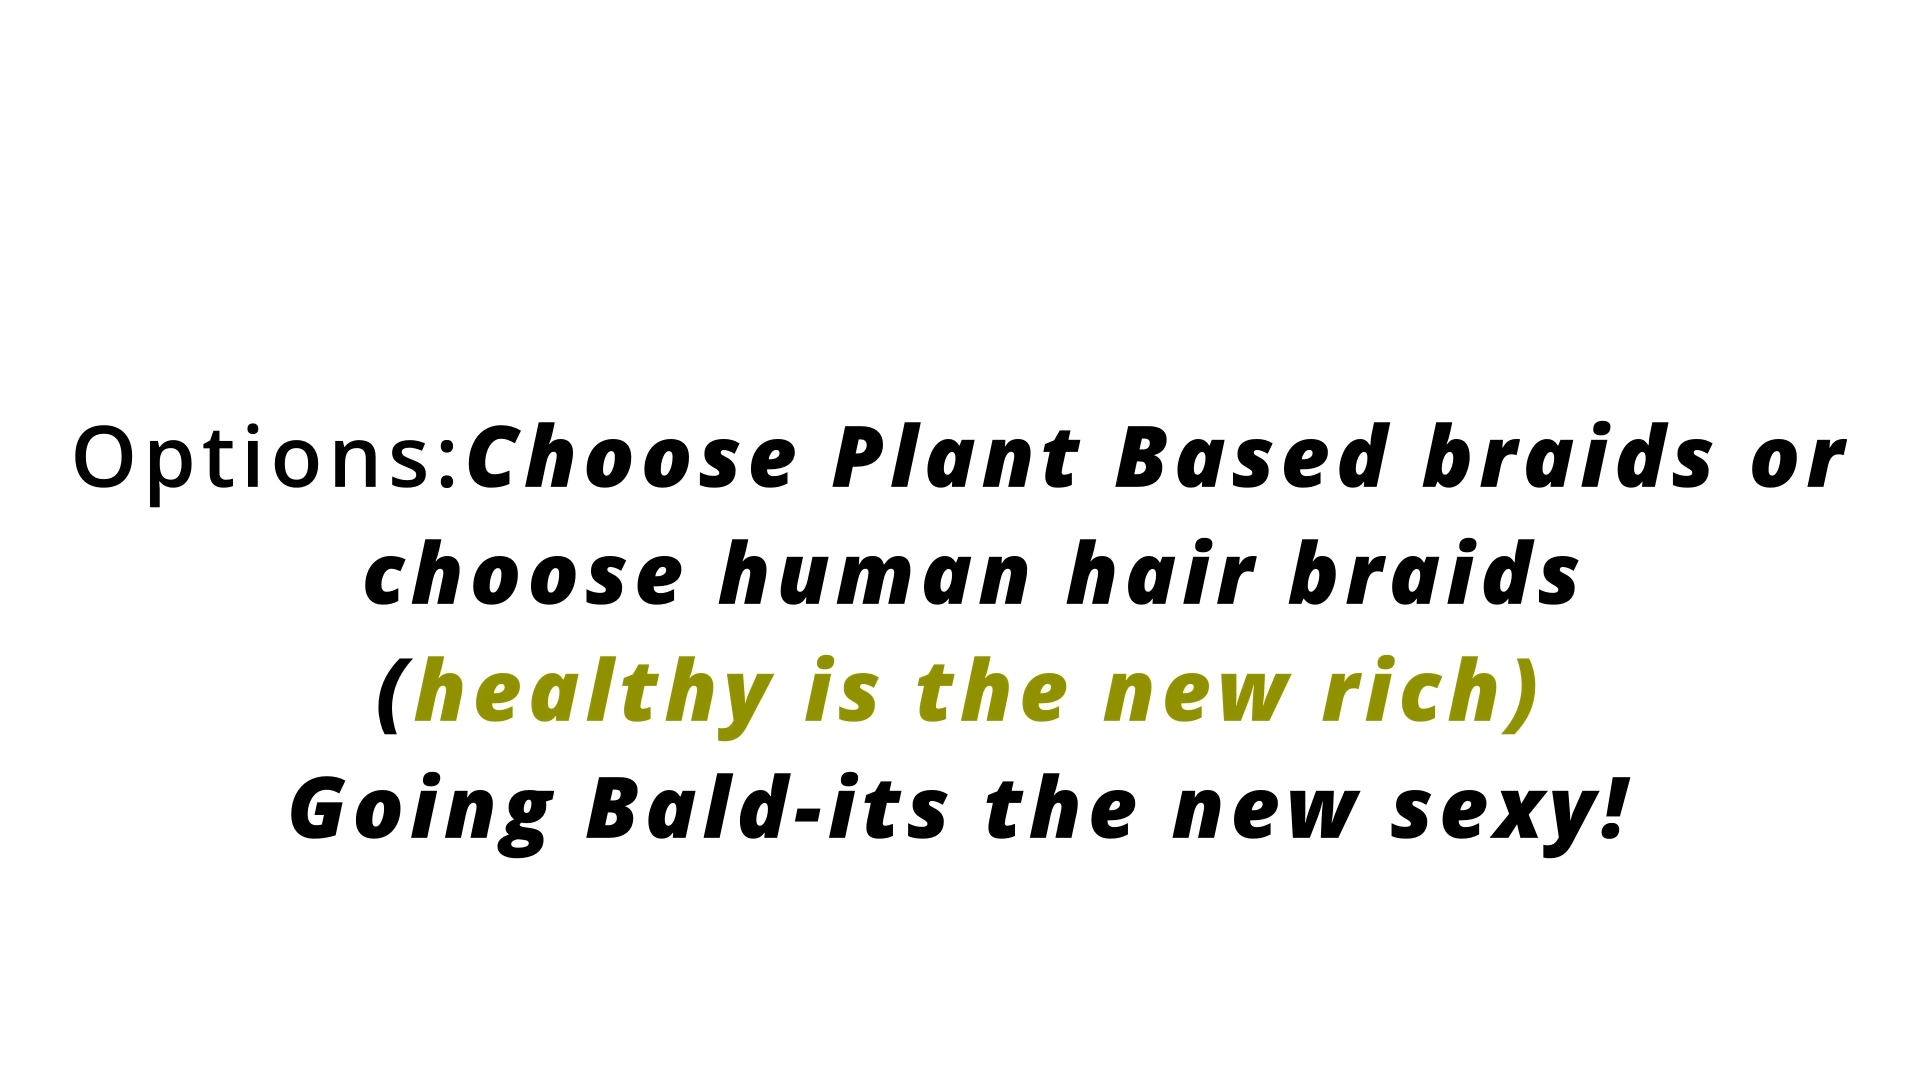 Options:Choose Plant Based braids or
choose human hair braids
(healthy is the new rich)
Going Bald-its the new sexy!